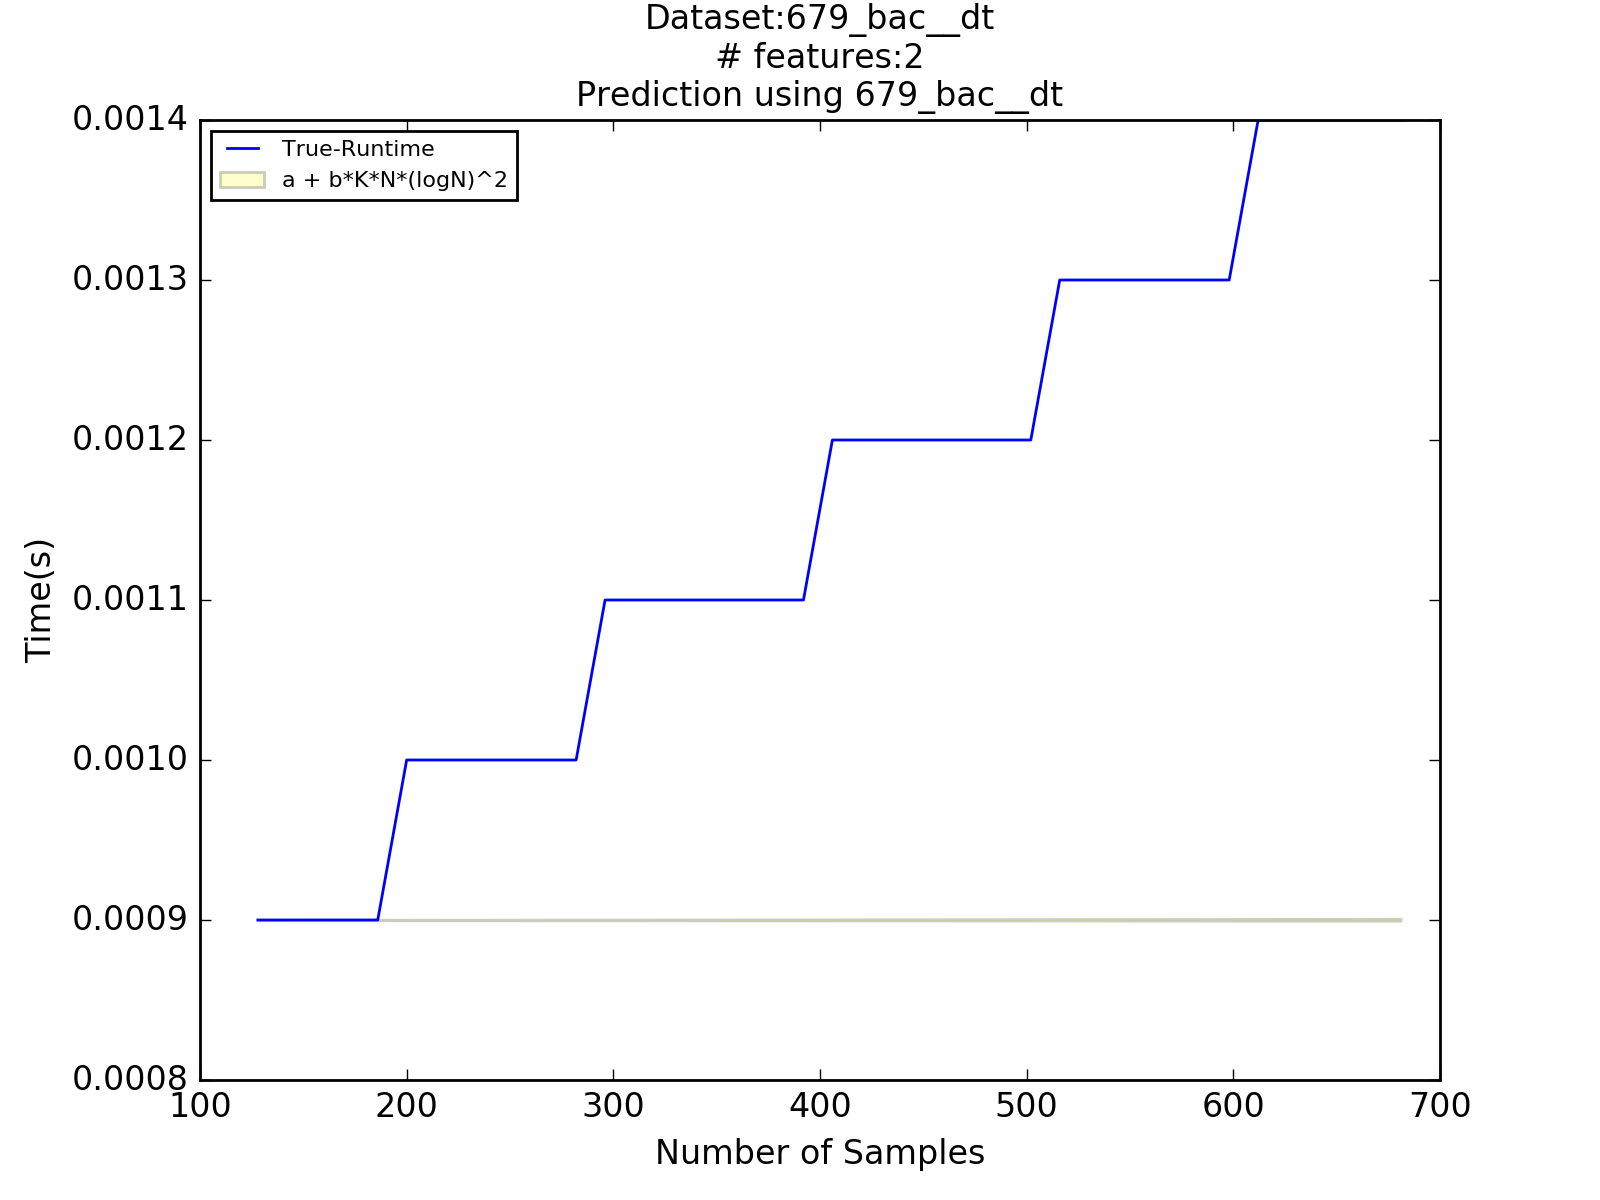 Dataset:679_bac__dt
# features:2
Prediction using 679_bac__dt
True-Runtime
a + b*K*N*(logN)^2
0.0014
0.0013
0.0012
0.0011
0.0010
0.0009
0.0008
Time(s)
100 200 300 400 500 600 700
Number of Samples